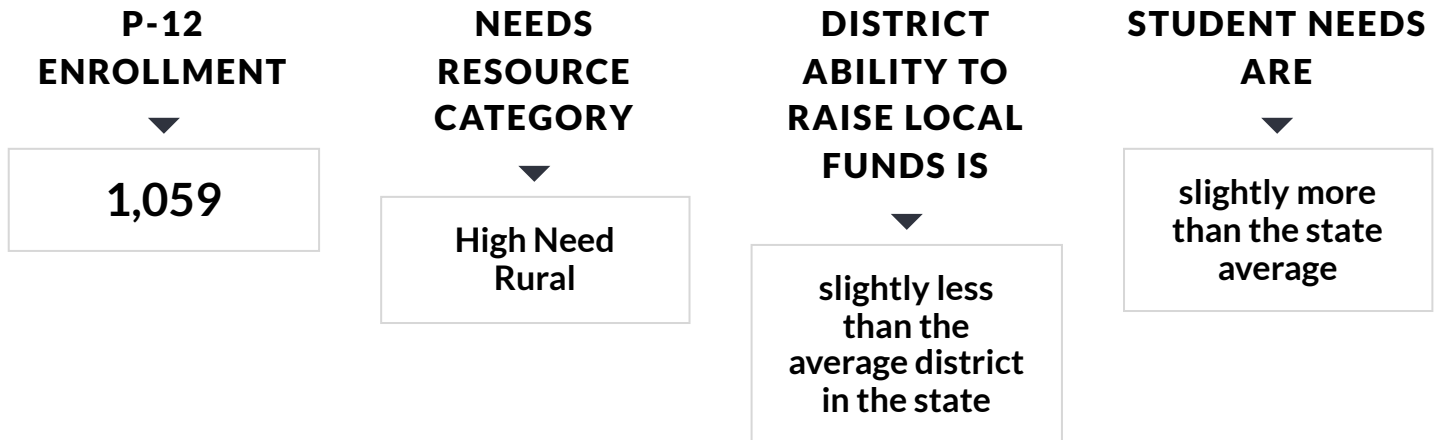 P-12
ENROLLMENT
1,059
NEEDS
RESOURCE
CATEGORY
High Need
Rural
DISTRICT
ABILITY TO
RAISE LOCAL
FUNDS IS
slightly less
than the
average district
in the state
STUDENT NEEDS
ARE
slightly more
than the state
average